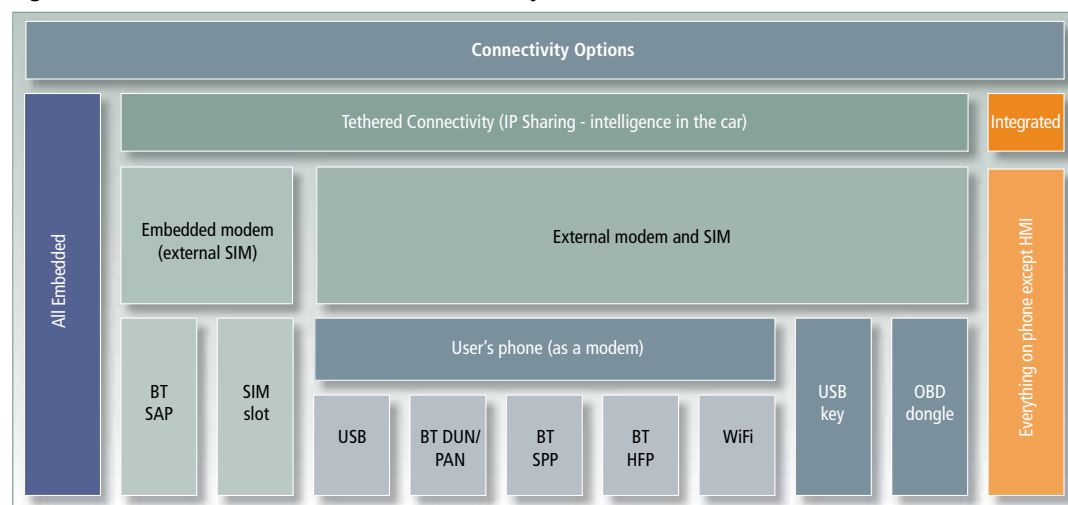 Connectivity Options
Tethered Connectivity (IP Sharing - intelligence in the car)
Integrated
All Embedded
Embedded modem
(external SIM)
External modem and SIM
Everything on phone except HMI
BT
SAP
SIM
slot
User's phone (as a modem)
USB
BT DUN/
PAN
BT
SPP
BT
HFP
WiFi
USB
key
OBD
dongle